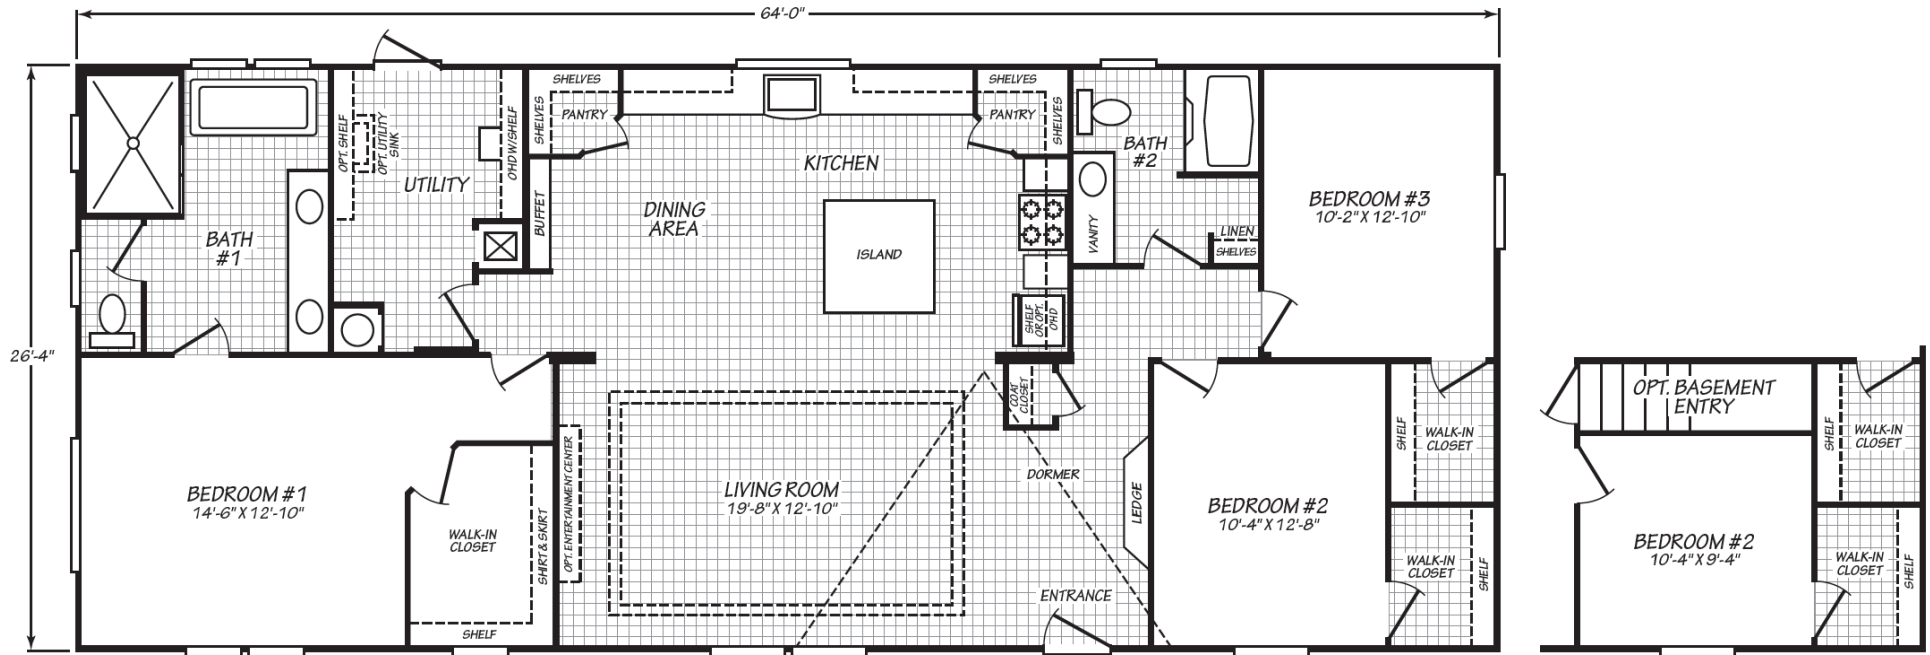 64'-0"
26'-4"
BATH
#1
OPT. SHELF
OPT. UTILITY
SINK
UTILITY
O'HD W/SHELF
SHELVES
SHELVES
PANTRY
BUFFET
DINING
AREA
KITCHEN
ISLAND
SHELVES
PANTRY
SHELVES
SHELF
OR OPT.
O'HD
BATH
#2
VANITY
LINEN
SHELVES
BEDROOM #3
10'-2" X 12'-10"
BEDROOM #1
14'-6" X 12'-10"
WALK-IN
CLOSET
SHIRT & SKIRT
SHELF
OPT. ENTERTAINMENT CENTER
LIVING ROOM
19'-8" X 12'-10"
COAT
CLOSET
DORMER
LEDGE
ENTRANCE
BEDROOM #2
10'-4" X 12'-8"
SHELF
WALK-IN
CLOSET
WALK-IN
CLOSET
SHELF
OPT. BASEMENT
ENTRY
SHELF
WALK-IN
CLOSET
BEDROOM #2
10'-4" X 9'-4"
WALK-IN
CLOSET
SHELF